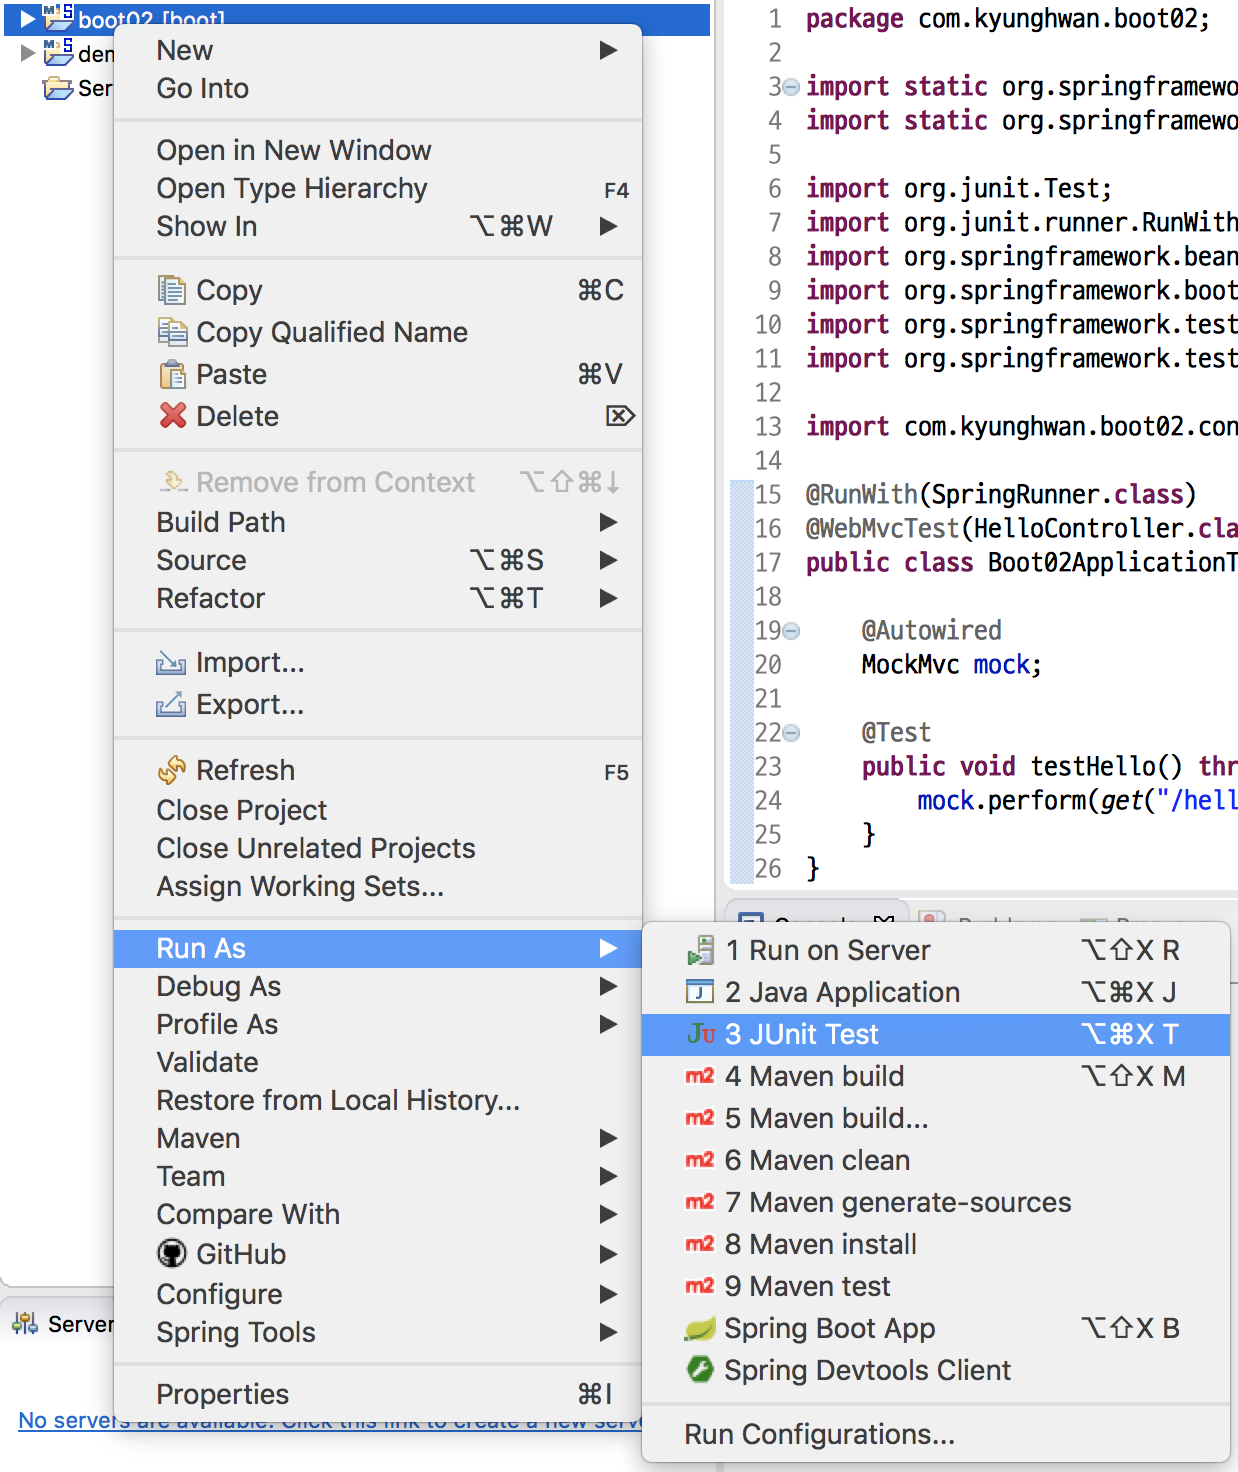 boot02 [boot]
New
Go Into
Open in New Window
Open Type Hierarchy F4
Show In ⌥⌘W
Copy ⌘C
Copy Qualified Name
Paste ⌘V
Delete ⌦
Remove from Context ⌥⇧⌘↓
Build Path
Source ⌥⌘S
Refactor ⌥⌘T
Import...
Export...
Refresh F5
Close Project
Close Unrelated Projects
Assign Working Sets...
Run As
Debug As
Profile As
Validate
Restore from Local History...
Maven
Team
Compare With
GitHub
Configure
Spring Tools
Properties ⌘I
1 Run on Server ⌥⇧X R
2 Java Application ⌥⌘X J
3 JUnit Test ⌥⌘X T
4 Maven build ⌥⇧X M
5 Maven build...
6 Maven clean
7 Maven generate-sources
8 Maven install
9 Maven test
Spring Boot App ⌥⇧X B
Spring Devtools Client
Run Configurations...
No servers are available. Click this link to create a new serve
1 package com.kyunghwan.boot02;
2
3 import static org.springframewo
4 import static org.springframewo
5
6 import org.junit.Test;
7 import org.junit.runner.RunWith
8 import org.springframework.bean
9 import org.springframework.boot
10 import org.springframework.test
11 import org.springframework.test
12
13 import com.kyunghwan.boot02.con
14
15 @RunWith(SpringRunner.class)
16 @WebMvcTest(HelloController.cla
17 public class Boot02ApplicationT
18
19 @Autowired
20 MockMvc mock;
21
22 @Test
23 public void testHello() thr
24 mock.perform(get("/hell
25 }
26 }